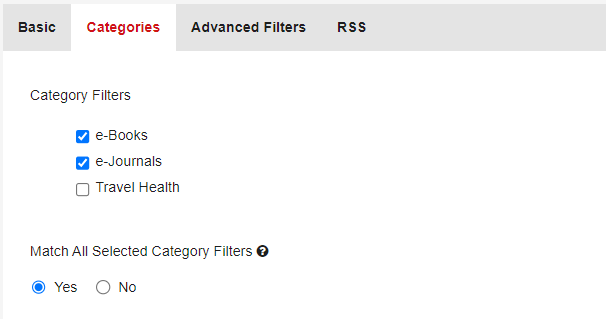 Basic Categories Advanced Filters RSS
Category Filters
e-Books
e-Journals
Travel Health
Match All Selected Category Filters ?
Yes No